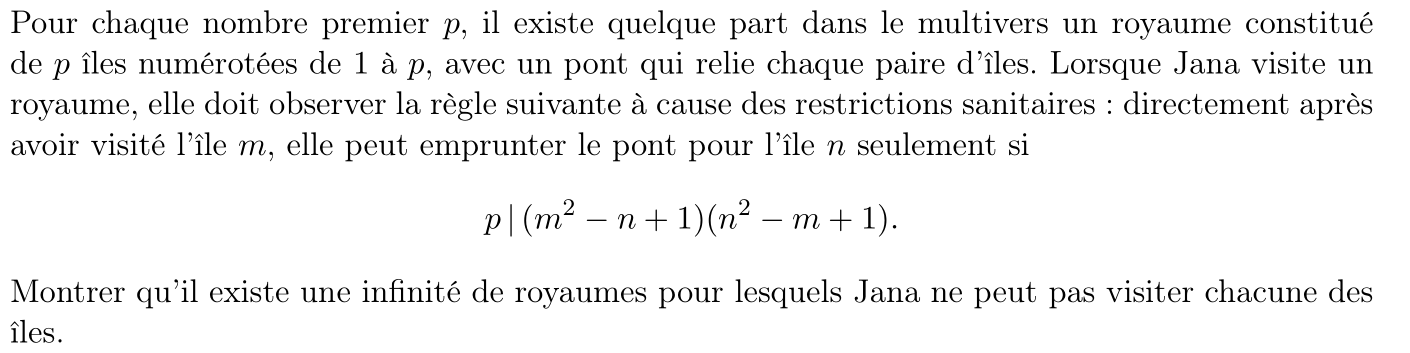 Pour chaque nombre premier p, il existe quelque part dans le multivers un royaume constitué
de p îles numérotées de 1 à p, avec un pont qui relie chaque paire d'îles. Lorsque Jana visite un
royaume, elle doit observer la règle suivante à cause des restrictions sanitaires : directement après
avoir visité l'île m, elle peut emprunter le pont pour l'île n seulement si
p | (m² − n + 1)(n² − m + 1).
Montrer qu'il existe une infinité de royaumes pour lesquels Jana ne peut pas visiter chacune des
îles.